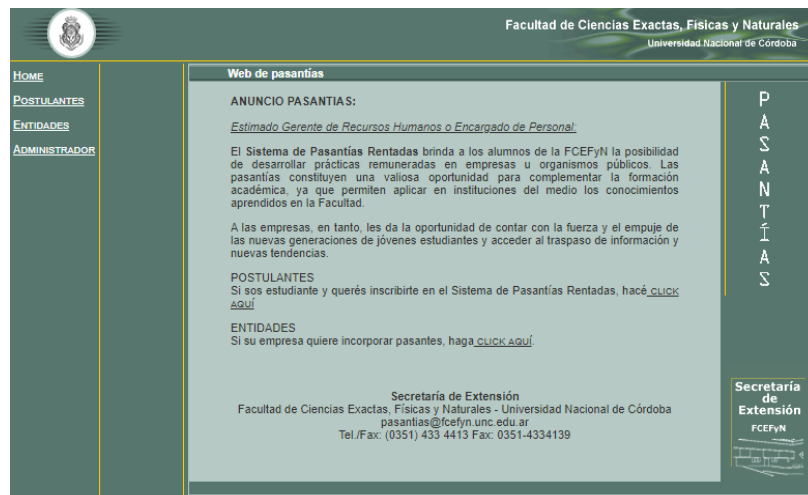 Facultad de Ciencias Exactas, Físicas y Naturales
Universidad Nacional de Córdoba
HOME
POSTULANTES
ENTIDADES
ADMINISTRADOR
Web de pasantías
ANUNCIO PASANTIAS:
Estimado Gerente de Recursos Humanos o Encargado de Personal:
El Sistema de Pasantías Rentadas brinda a los alumnos de la FCEFyN la posibilidad
de desarrollar prácticas remuneradas en empresas u organismos públicos. Las
pasantías constituyen una valiosa oportunidad para complementar la formación
académica, ya que permiten aplicar en instituciones del medio los conocimientos
aprendidos en la Facultad.
A las empresas, en tanto, les da la oportunidad de contar con la fuerza y el empuje de
las nuevas generaciones de jóvenes estudiantes y acceder al traspaso de información y
nuevas tendencias.
POSTULANTES
Si sos estudiante y querés inscribirte en el Sistema de Pasantías Rentadas, hacé CLICK
AQUÍ
ENTIDADES
Si su empresa quiere incorporar pasantes, haga CLICK AQUÍ.
Secretaría de Extensión
Facultad de Ciencias Exactas, Físicas y Naturales - Universidad Nacional de Córdoba
pasantias@fcefyn.unc.edu.ar
Tel./Fax: (0351) 433 4413 Fax: 0351-4334139
PASANTÍAS
Secretaría
de
Extensión
FCEFyN